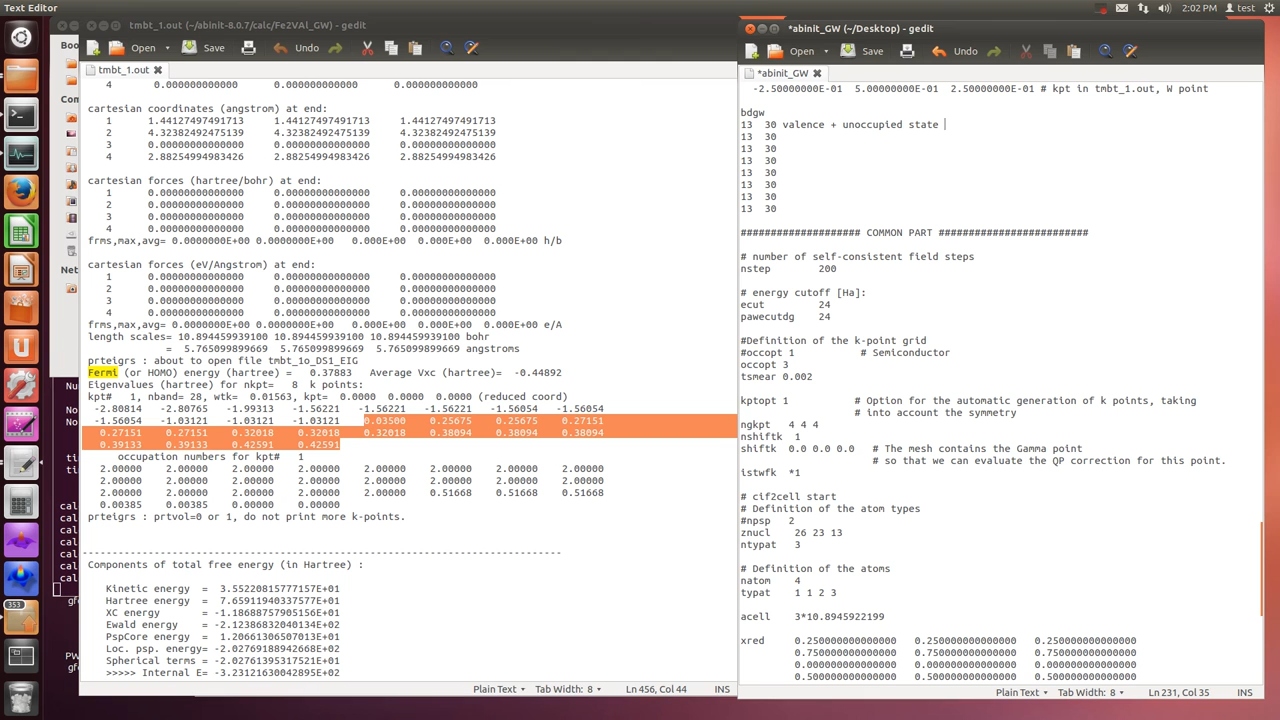 Text Editor
2:02 PM test
tmbt_1.out (~/abinit-8.0.7/calc/Fe2VAl_GW) - gedit
Open Save Undo
tmbt_1.out
4 0.000000000000 0.000000000000 0.000000000000
cartesian coordinates (angstrom) at end:
1 1.44127497491713 1.44127497491713 1.44127497491713
2 4.32382492475139 4.32382492475139 4.32382492475139
3 0.00000000000000 0.00000000000000 0.00000000000000
4 2.88254994983426 2.88254994983426 2.88254994983426
cartesian forces (hartree/bohr) at end:
1 0.00000000000000 0.00000000000000 0.00000000000000
2 0.00000000000000 0.00000000000000 0.00000000000000
3 0.00000000000000 0.00000000000000 0.00000000000000
4 0.00000000000000 0.00000000000000 0.00000000000000
frms,max,avg= 0.0000000E+00 0.0000000E+00 0.000E+00 0.000E+00 0.000E+00 h/b
cartesian forces (eV/Angstrom) at end:
1 0.00000000000000 0.00000000000000 0.00000000000000
2 0.00000000000000 0.00000000000000 0.00000000000000
3 0.00000000000000 0.00000000000000 0.00000000000000
4 0.00000000000000 0.00000000000000 0.00000000000000
frms,max,avg= 0.0000000E+00 0.0000000E+00 0.000E+00 0.000E+00 0.000E+00 e/A
length scales= 10.894459939100 10.894459939100 10.894459939100 bohr
= 5.765099899669 5.765099899669 5.765099899669 angstroms
prteigrs : about to open file tmbt_1o_DS1_EIG
Fermi (or HOMO) energy (hartree) = 0.37883 Average Vxc (hartree)= -0.44892
Eigenvalues (hartree) for nkpt= 8 k points:
kpt# 1, nband= 28, wtk= 0.01563, kpt= 0.0000 0.0000 0.0000 (reduced coord)
-2.80814 -2.80765 -1.99313 -1.56221 -1.56221 -1.56221 -1.56054 -1.56054
-1.56054 -1.03121 -1.03121 -1.03121 0.03500 0.25675 0.25675 0.27151
0.27151 0.27151 0.32018 0.32018 0.32018 0.38094 0.38094 0.38094
0.39133 0.39133 0.42591 0.42591
occupation numbers for kpt# 1
2.00000 2.00000 2.00000 2.00000 2.00000 2.00000 2.00000 2.00000
2.00000 2.00000 2.00000 2.00000 2.00000 2.00000 2.00000 2.00000
2.00000 2.00000 2.00000 2.00000 2.00000 0.51668 0.51668 0.51668
0.00385 0.00385 0.00000 0.00000
prteigrs : prtvol=0 or 1, do not print more k-points.
--------------------------------------------------------------------------------
Components of total free energy (in Hartree) :
Kinetic energy = 3.55220815777157E+01
Hartree energy = 7.65911940337577E+01
XC energy = -1.18688757905156E+01
Ewald energy = -2.12386832040134E+02
PspCore energy = 1.20661306507013E+01
Loc. psp. energy= -2.02769188942668E+02
Spherical terms = -2.02761395317521E+01
>>>>> Internal E= -3.23121630042895E+02
Plain Text Tab Width: 8 Ln 456, Col 44 INS
*abinit_GW (~/Desktop) - gedit
Open Save Undo
*abinit_GW
-2.50000000E-01 5.00000000E-01 2.50000000E-01 # kpt in tmbt_1.out, W point
bdgw
13 30 valence + unoccupied state
13 30
13 30
13 30
13 30
13 30
13 30
13 30
#################### COMMON PART #########################
# number of self-consistent field steps
nstep 200
# energy cutoff [Ha]:
ecut 24
pawecutdg 24
#Definition of the k-point grid
#occopt 1 # Semiconductor
occopt 3
tsmear 0.002
kptopt 1 # Option for the automatic generation of k points, taking
# into account the symmetry
ngkpt 4 4 4
nshiftk 1
shiftk 0.0 0.0 0.0 # The mesh contains the Gamma point
# so that we can evaluate the QP correction for this point.
istwfk *1
# cif2cell start
# Definition of the atom types
#npsp 2
znucl 26 23 13
ntypat 3
# Definition of the atoms
natom 4
typat 1 1 2 3
acell 3*10.8945922199
xred 0.250000000000000 0.250000000000000 0.250000000000000
0.750000000000000 0.750000000000000 0.750000000000000
0.000000000000000 0.000000000000000 0.000000000000000
0.500000000000000 0.500000000000000 0.500000000000000
Plain Text Tab Width: 8 Ln 231, Col 35 INS
353